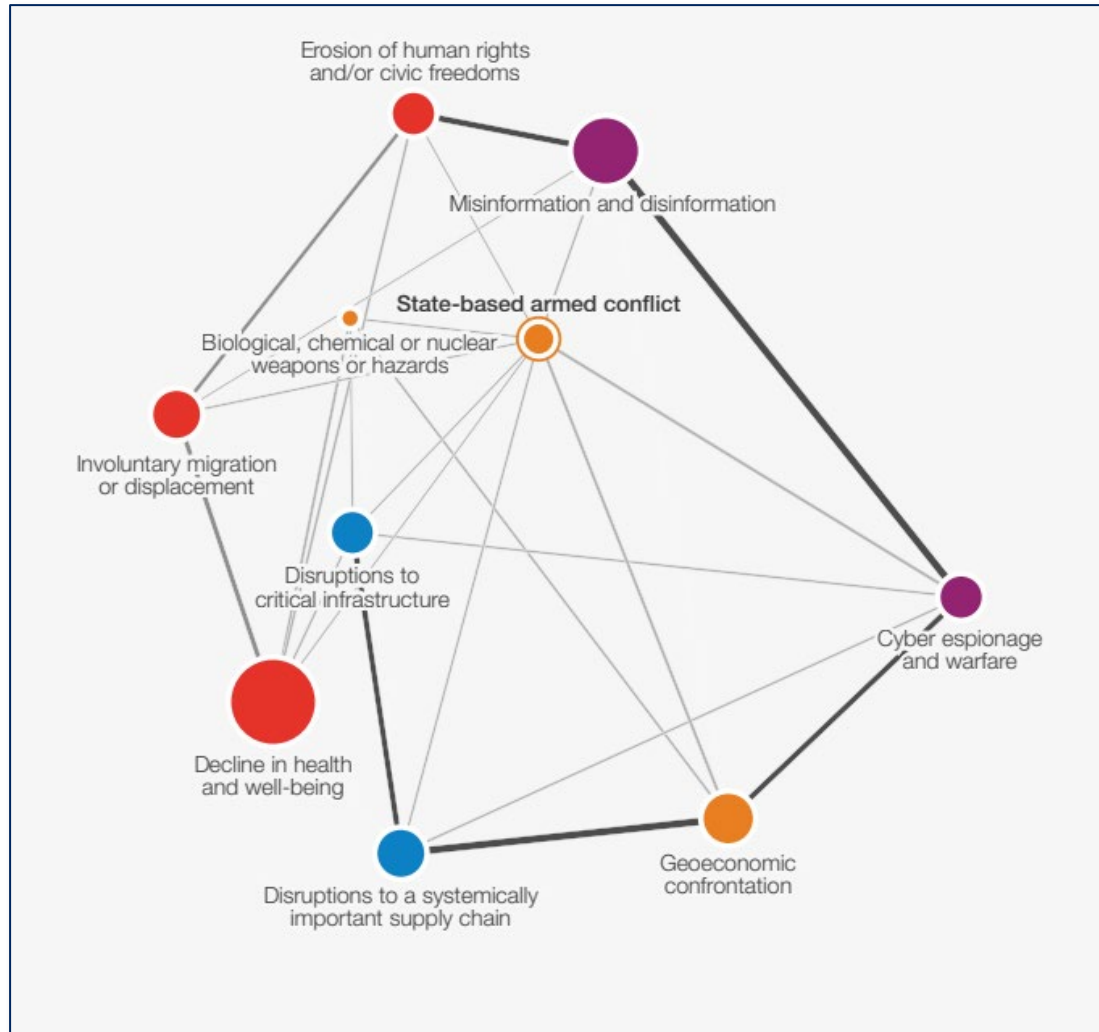 Erosion of human rights
and/or civic freedoms
Misinformation and disinformation
State-based armed conflict
Biological, chemical or nuclear
weapons or hazards
Involuntary migration
or displacement
Disruptions to
critical infrastructure
Cyber espionage
and warfare
Decline in health
and well-being
Geoeconomic
confrontation
Disruptions to a systemically
important supply chain